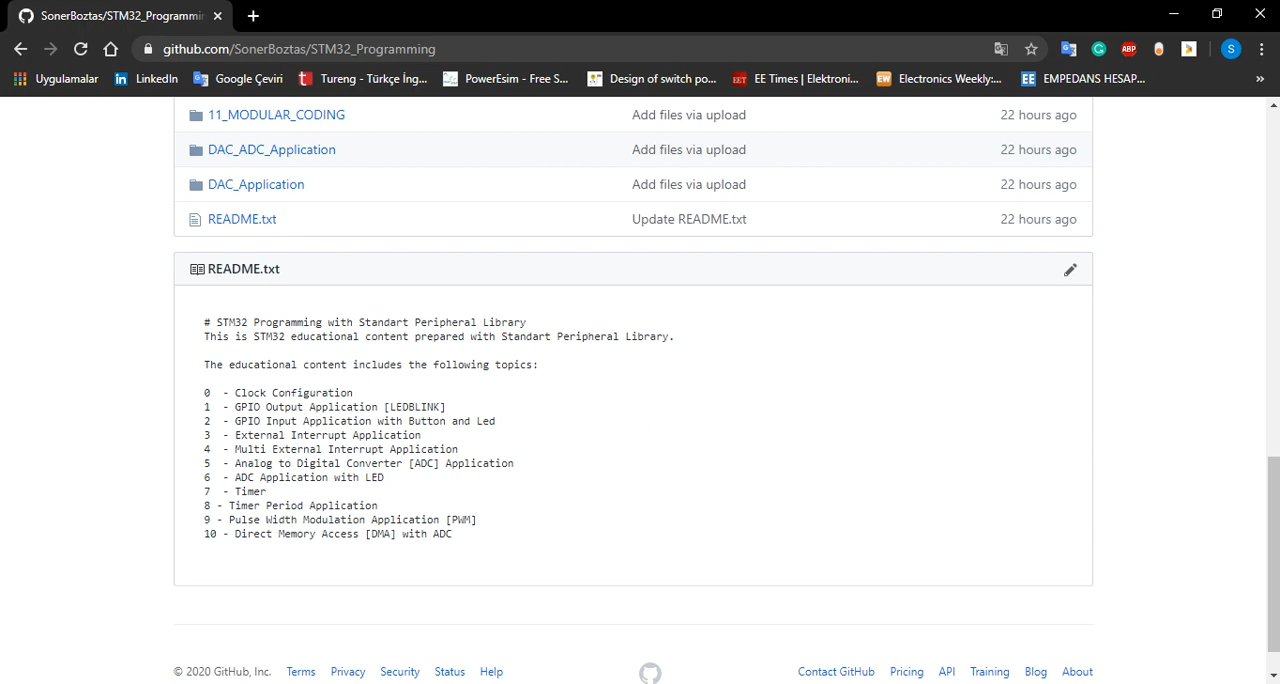 SonerBoztas/STM32_Programmin
github.com/SonerBoztas/STM32_Programming
ABP
S
Uygulamalar
LinkedIn
Google Çeviri
Tureng - Türkçe İng...
PowerEsim - Free S...
Design of switch po...
EET
EE Times | Elektroni...
EW
Electronics Weekly:...
EE
EMPEDANS HESAP...
»
11_MODULAR_CODING Add files via upload 22 hours ago
DAC_ADC_Application Add files via upload 22 hours ago
DAC_Application Add files via upload 22 hours ago
README.txt Update README.txt 22 hours ago
README.txt
# STM32 Programming with Standart Peripheral Library
This is STM32 educational content prepared with Standart Peripheral Library.
The educational content includes the following topics:
0 - Clock Configuration
1 - GPIO Output Application [LEDBLINK]
2 - GPIO Input Application with Button and Led
3 - External Interrupt Application
4 - Multi External Interrupt Application
5 - Analog to Digital Converter [ADC] Application
6 - ADC Application with LED
7 - Timer
8 - Timer Period Application
9 - Pulse Width Modulation Application [PWM]
10 - Direct Memory Access [DMA] with ADC
© 2020 GitHub, Inc. Terms Privacy Security Status Help Contact GitHub Pricing API Training Blog About